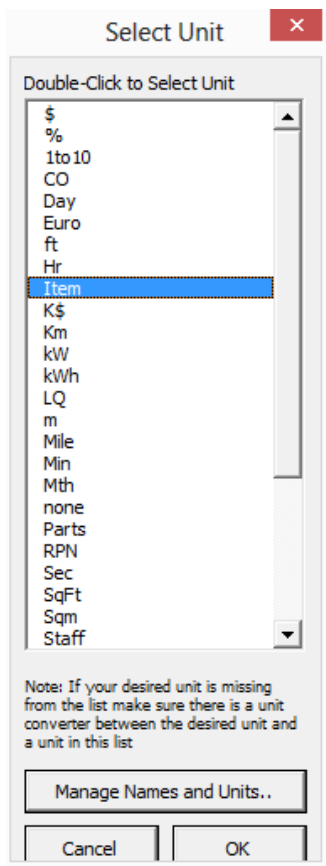 Select Unit
Double-Click to Select Unit
$
%
1to10
CO
Day
Euro
ft
Hr
Item
K$
Km
kW
kWh
LQ
m
Mile
Min
Mth
none
Parts
RPN
Sec
SqFt
Sqm
Staff
Note: If your desired unit is missing
from the list make sure there is a unit
converter between the desired unit and
a unit in this list
Manage Names and Units..
Cancel OK